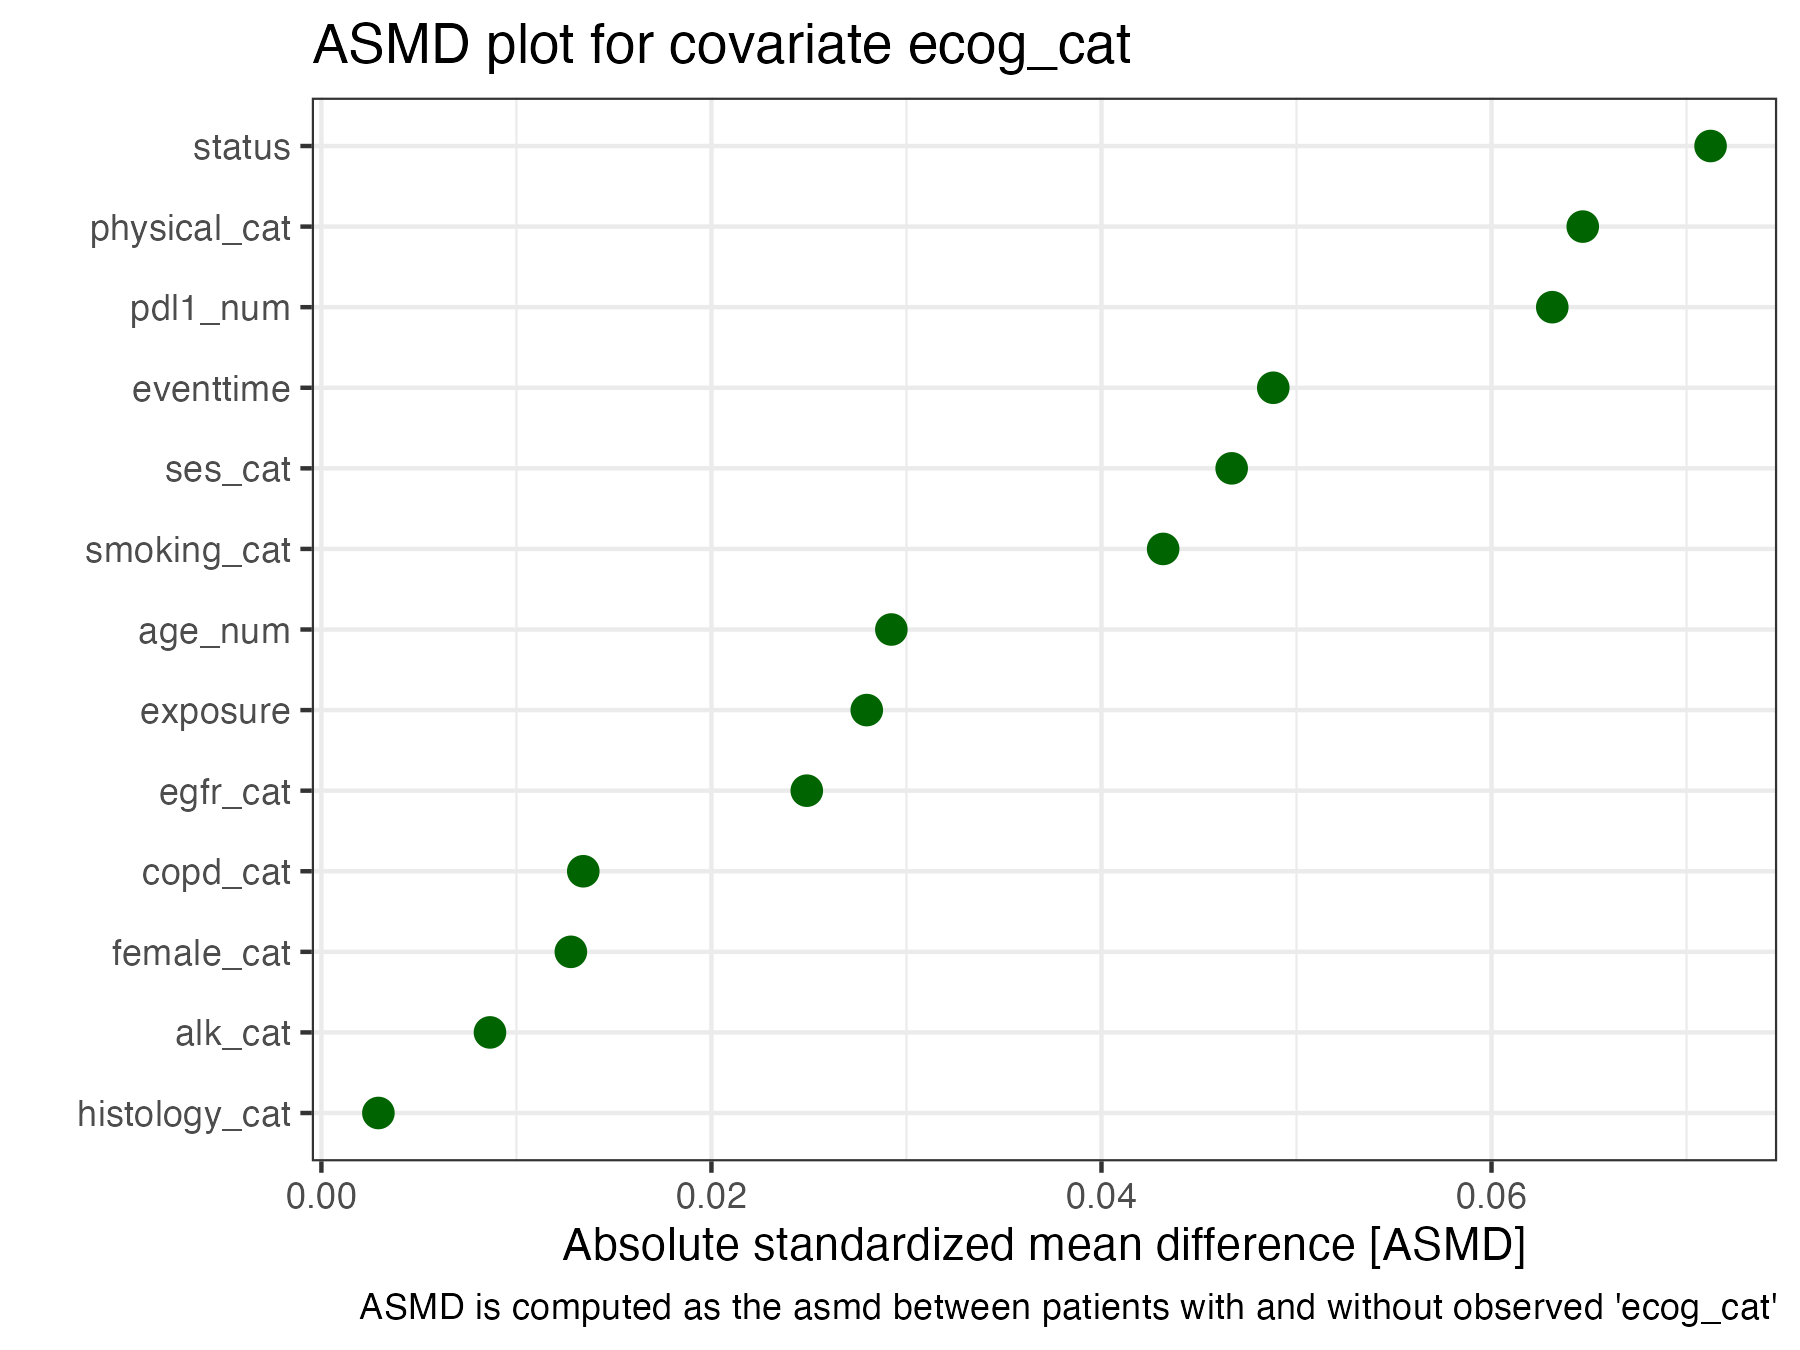 ASMD plot for covariate ecog_cat
status
physical_cat
pdl1_num
eventtime
ses_cat
smoking_cat
age_num
exposure
egfr_cat
copd_cat
female_cat
alk_cat
histology_cat
0.00 0.02 0.04 0.06
Absolute standardized mean difference [ASMD]
ASMD is computed as the asmd between patients with and without observed 'ecog_cat'